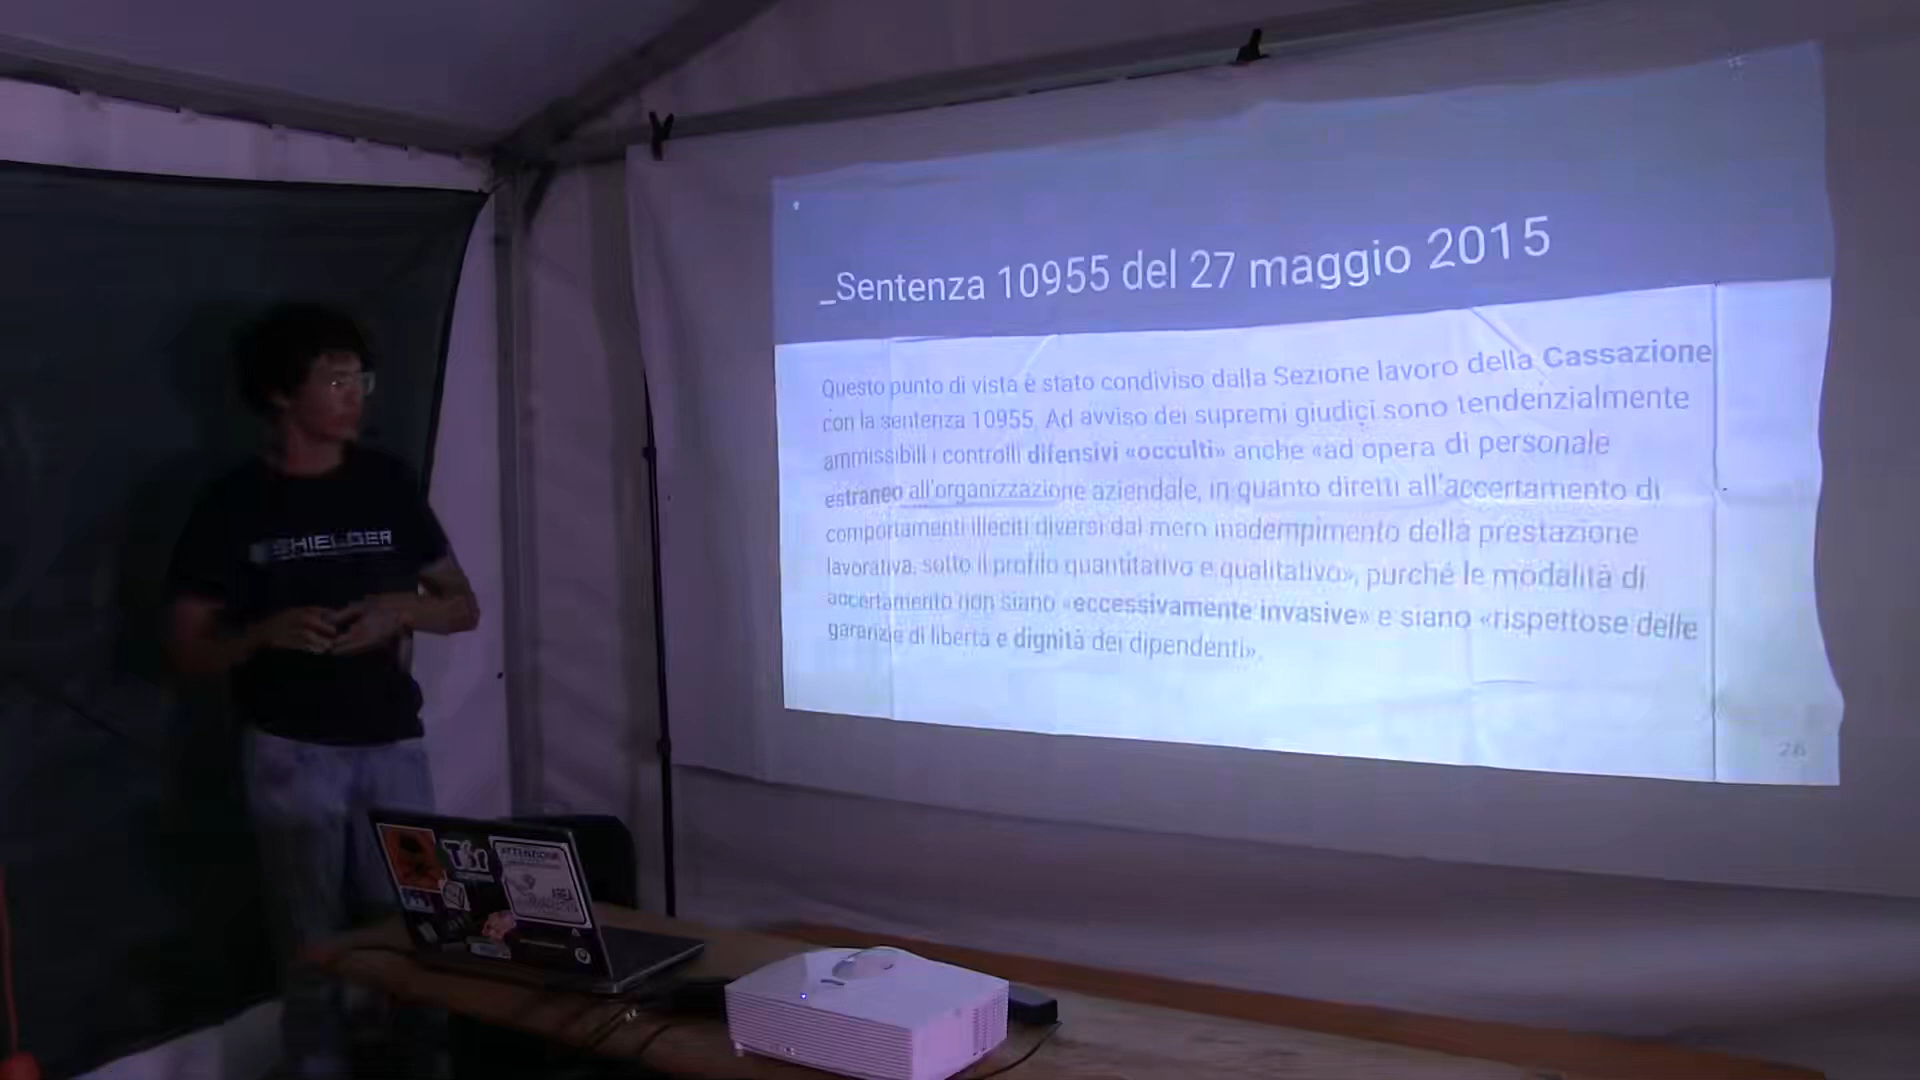 _Sentenza 10955 del 27 maggio 2015
Questo punto di vista è stato condiviso dalla Sezione lavoro della Cassazione
con la sentenza 10955. Ad avviso dei supremi giudici sono tendenzialmente
ammissibili i controlli difensivi «occulti» anche «ad opera di personale
estraneo all'organizzazione aziendale, in quanto diretti all'accertamento di
comportamenti illeciti diversi dal mero inadempimento della prestazione
lavorativa, sotto il profilo quantitativo e qualitativo», purché le modalità di
accertamento non siano «eccessivamente invasive» e siano «rispettose delle
garanzie di libertà e dignità dei dipendenti».
SHIELDER
Tor
ATTENZIONE
AREA